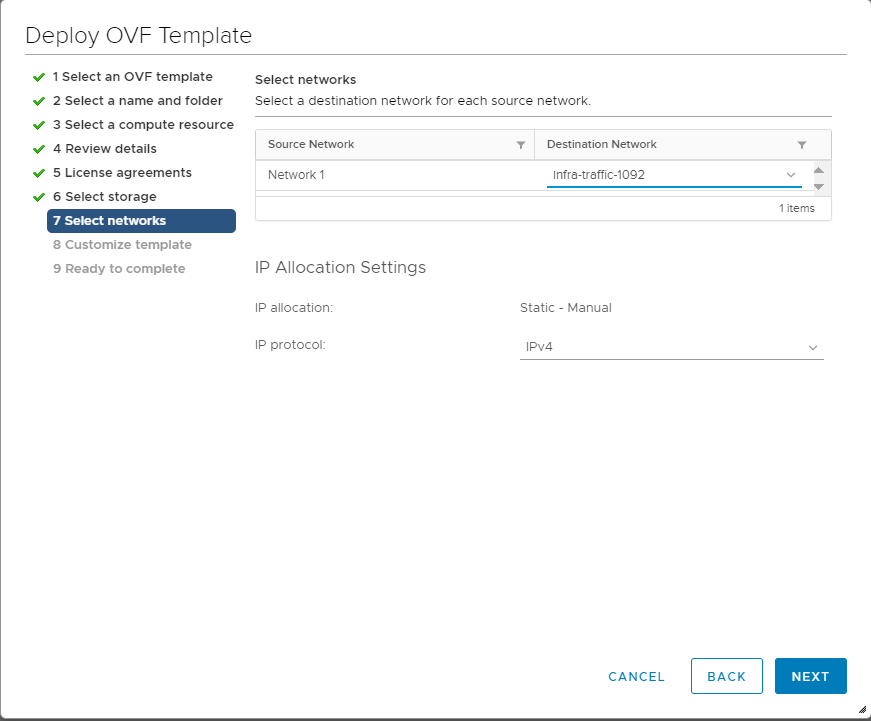 Deploy OVF Template
1 Select an OVF template
2 Select a name and folder
3 Select a compute resource
4 Review details
5 License agreements
6 Select storage
7 Select networks
8 Customize template
9 Ready to complete
Select networks
Select a destination network for each source network.
Source Network Destination Network
Network 1 Infra-traffic-1092
1 items
IP Allocation Settings
IP allocation: Static - Manual
IP protocol: IPv4
CANCEL BACK NEXT